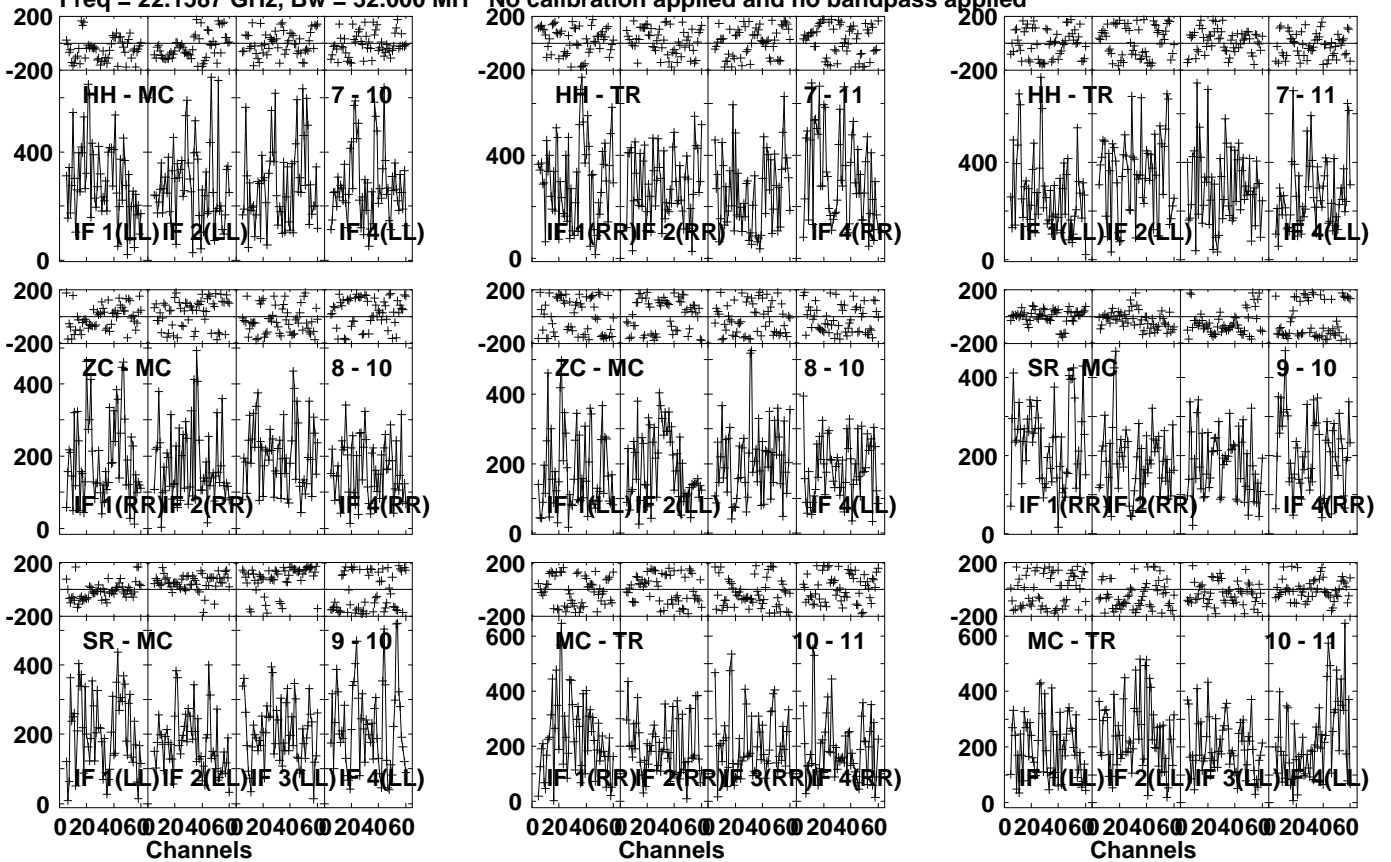 Freq = 22.1587 GHz, Bw = 32.000 MH No calibration applied and no bandpass applied
200
-200
HH - MC 7 - 10
400
IF 1(LL) IF 2(LL) IF 4(LL)
0
200
-200
HH - TR 7 - 11
400
IF 1(RR) IF 2(RR) IF 4(RR)
0
200
-200
HH - TR 7 - 11
400
IF 1(LL) IF 2(LL) IF 4(LL)
0
200
-200
ZC - MC 8 - 10
400
200
IF 1(RR) IF 2(RR) IF 4(RR)
0
200
-200
ZC - MC 8 - 10
400
200
IF 1(LL) IF 2(LL) IF 4(LL)
0
200
-200
SR - MC 9 - 10
400
200
IF 1(RR) IF 2(RR) IF 4(RR)
0
200
-200
SR - MC 9 - 10
400
200
IF 1(LL) IF 2(LL) IF 3(LL) IF 4(LL)
0
0 20 40 60 0 20 40 60 0 20 40 60 0 20 40 60
Channels
200
-200
600
MC - TR 10 - 11
400
200
IF 1(RR) IF 2(RR) IF 3(RR) IF 4(RR)
0
0 20 40 60 0 20 40 60 0 20 40 60 0 20 40 60
Channels
200
-200
600
MC - TR 10 - 11
400
200
IF 1(LL) IF 2(LL) IF 3(LL) IF 4(LL)
0
0 20 40 60 0 20 40 60 0 20 40 60 0 20 40 60
Channels